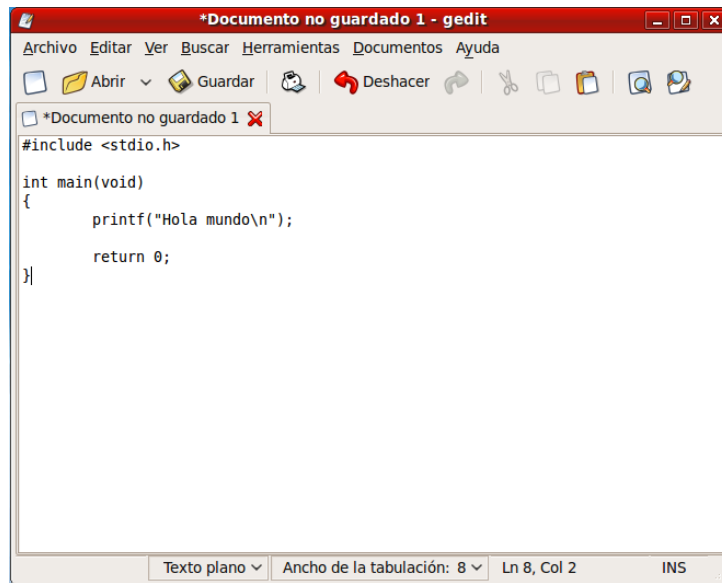 *Documento no guardado 1 - gedit
Archivo Editar Ver Buscar Herramientas Documentos Ayuda
Abrir Guardar Deshacer
*Documento no guardado 1
#include <stdio.h>
int main(void)
{
printf("Hola mundo\n");
return 0;
}
Texto plano Ancho de la tabulación: 8 Ln 8, Col 2 INS